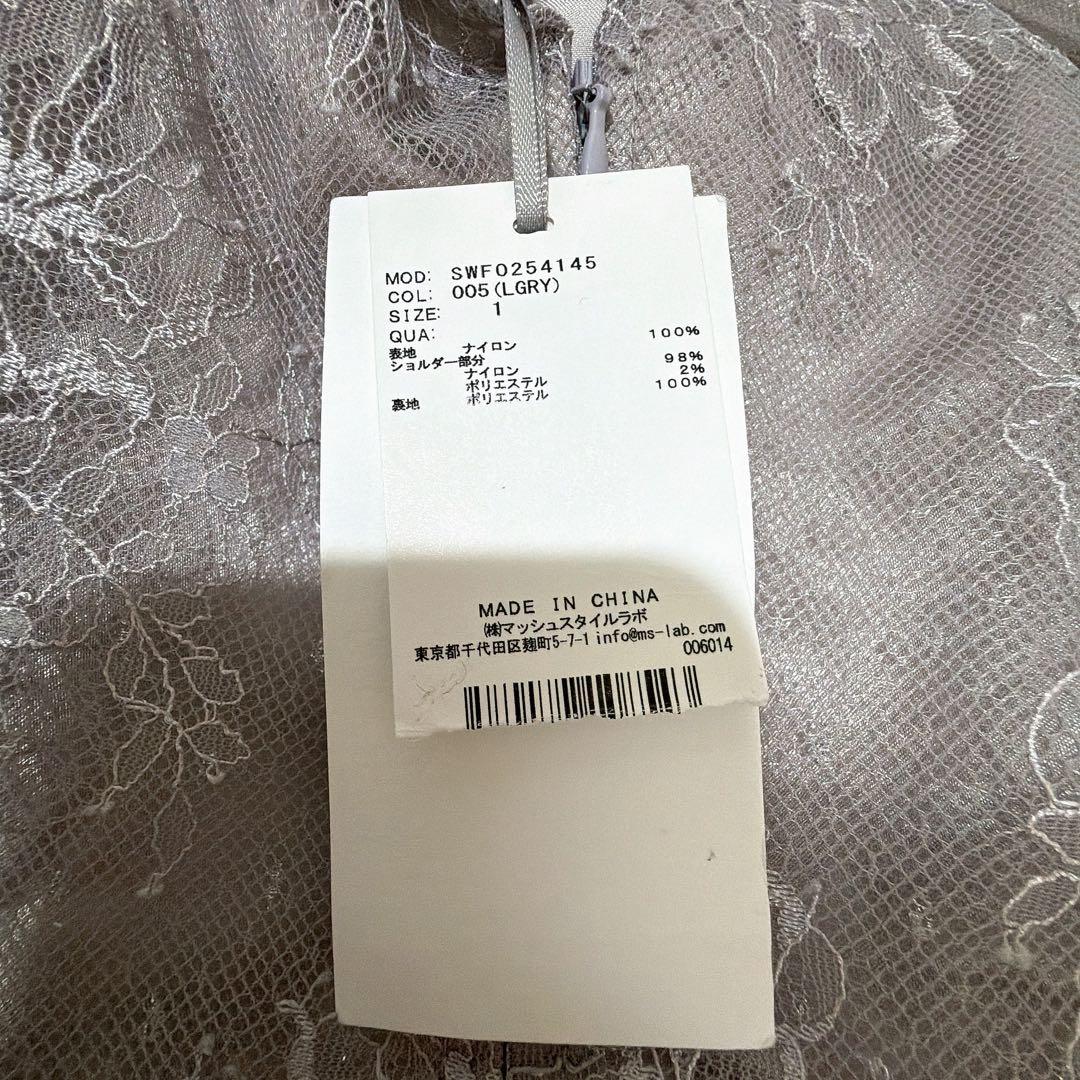 MOD: SWFO254145
COL: 005(LGRY)
SIZE: 1
QUA:
表地 ナイロン 100%
ショルダー部分
ナイロン 98%
ポリエステル 2%
裏地 ポリエステル 100%
MADE IN CHINA
㈱マッシュスタイルラボ
東京都千代田区麹町5-7-1 info@ms-lab.com
006014